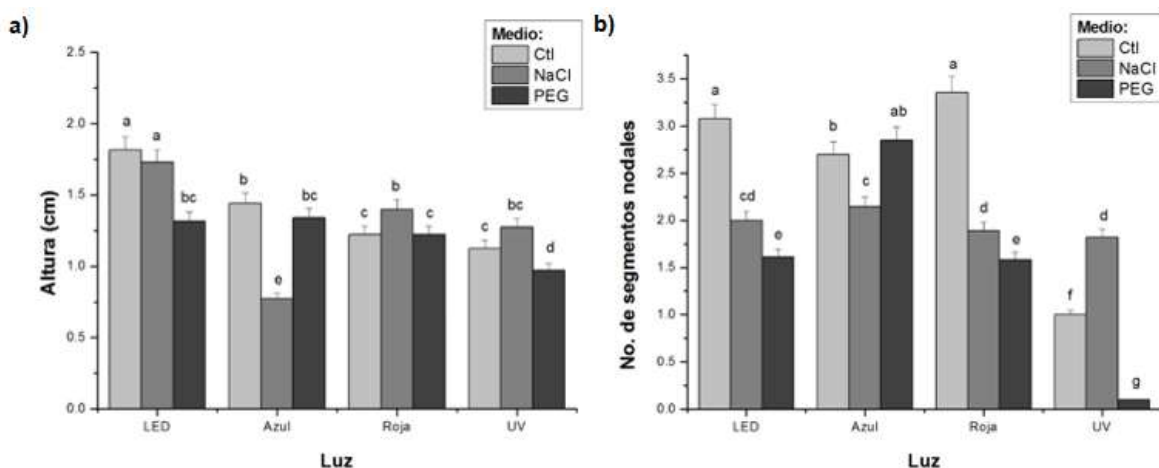 a)
Medio:
Ctl
NaCl
PEG
2.5
2.0
1.5
1.0
0.5
0.0
Altura (cm)
a
a
bc
b
e
bc
c
b
c
c
bc
d
LED
Azul
Roja
UV
Luz
b)
Medio:
Ctl
NaCl
PEG
3.5
3.0
2.5
2.0
1.5
1.0
0.5
0.0
No. de segmentos nodales
a
cd
e
b
c
ab
a
d
e
f
d
g
LED
Azul
Roja
UV
Luz